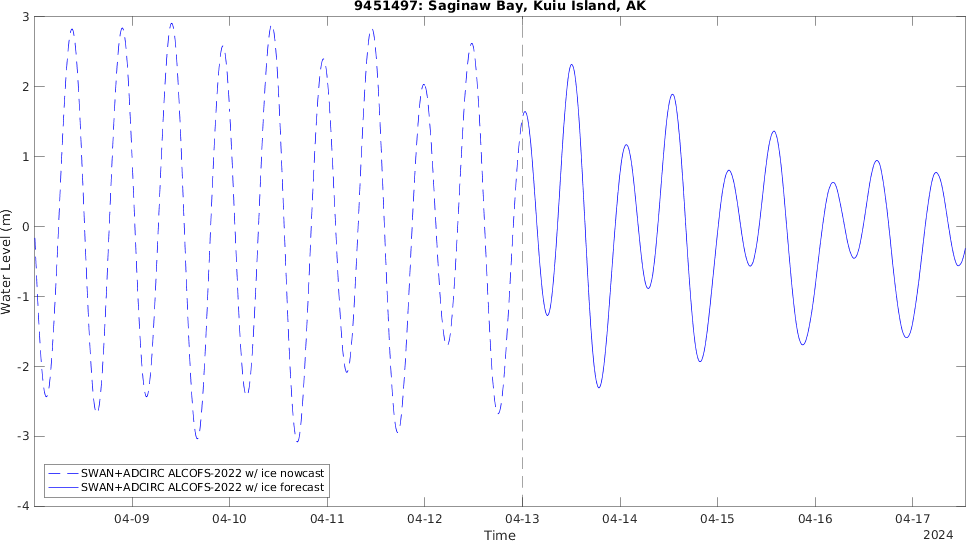 9451497: Saginaw Bay, Kuiu Island, AK
3
2
1
0
-1
-2
-3
-4
Water Level (m)
SWAN+ADCIRC ALCOFS-2022 w/ ice nowcast
SWAN+ADCIRC ALCOFS-2022 w/ ice forecast
04-09 04-10 04-11 04-12 04-13 04-14 04-15 04-16 04-17
Time
2024